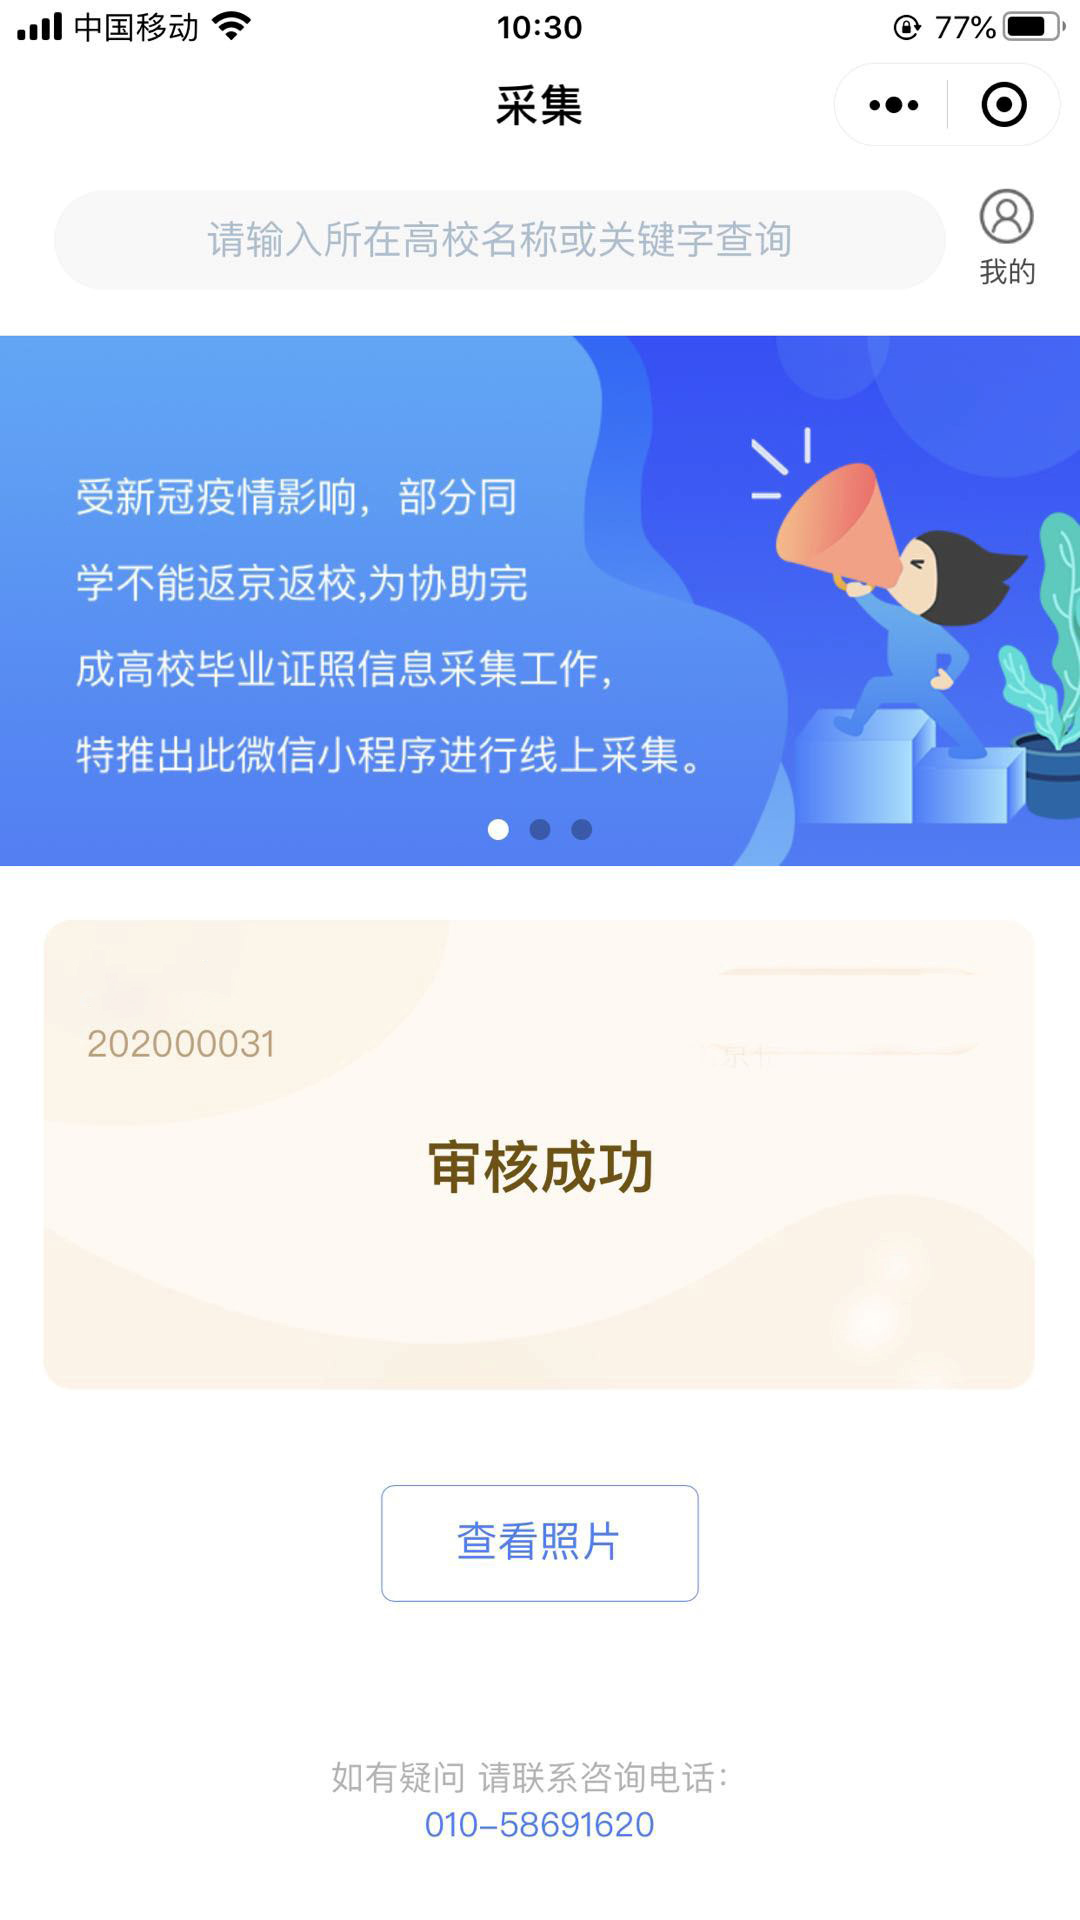 中国移动 10:30 77%
采集
请输入所在高校名称或关键字查询
我的
受新冠疫情影响，部分同
学不能返京返校,为协助完
成高校毕业证照信息采集工作，
特推出此微信小程序进行线上采集。
202000031
审核成功
查看照片
如有疑问 请联系咨询电话：
010-58691620